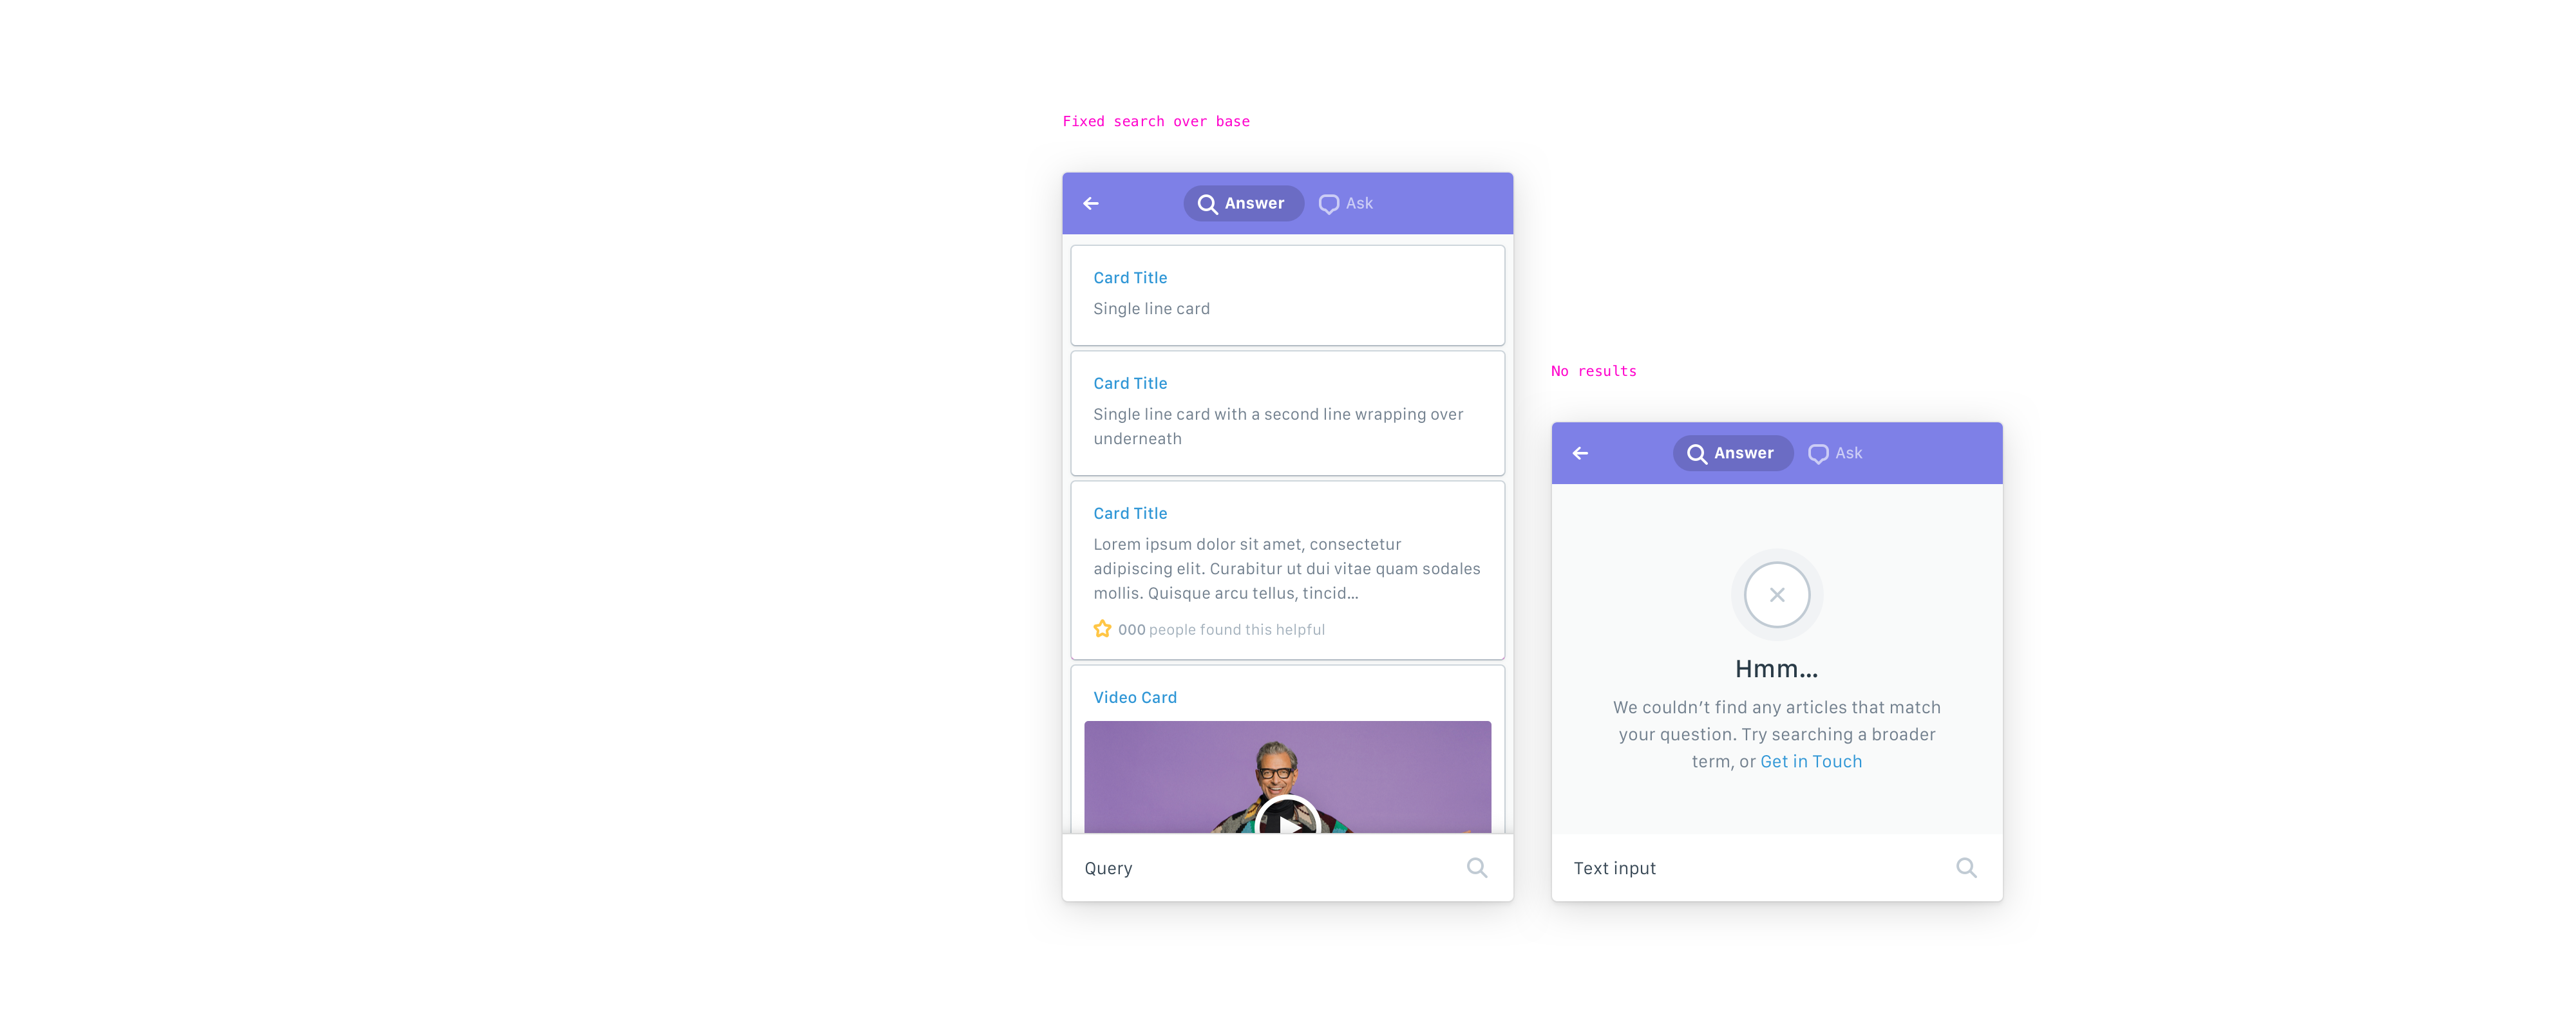 Fixed search over base
Answer
Ask
Card Title
Single line card
Card Title
Single line card with a second line wrapping over
underneath
Card Title
Lorem ipsum dolor sit amet, consectetur
adipiscing elit. Curabitur ut dui vitae quam sodales
mollis. Quisque arcu tellus, tincid...
000 people found this helpful
Video Card
Query
No results
Answer
Ask
Hmm...
We couldn’t find any articles that match
your question. Try searching a broader
term, or Get in Touch
Text input